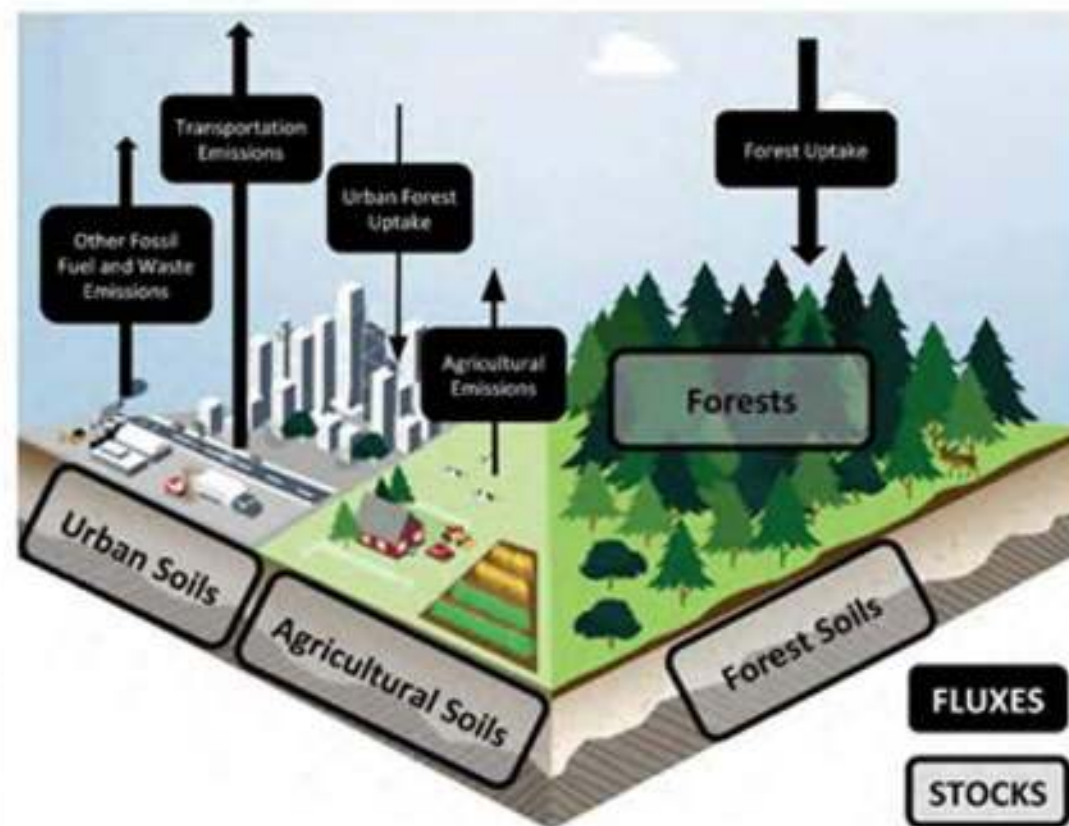 Transportation
Emissions
Forest Uptake
Urban Forest
Uptake
Other Fossil
Fuel and Waste
Emissions
Agricultural
Emissions
Forests
Urban Soils
Agricultural Soils
Forest Soils
FLUXES
STOCKS